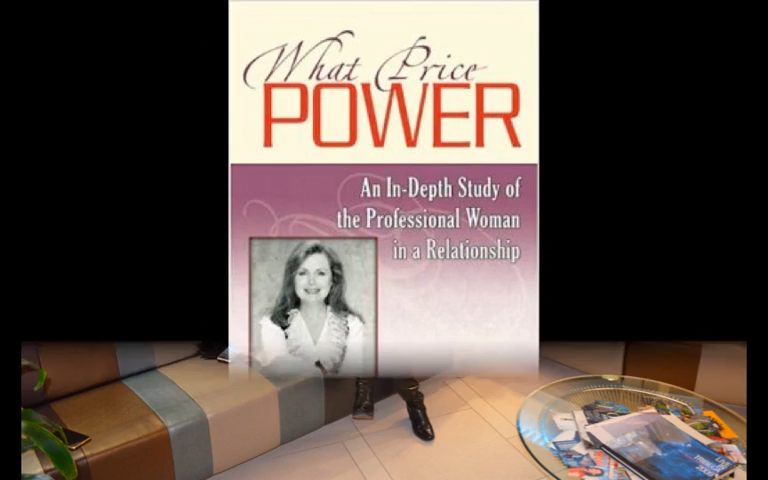 What Price
POWER
An In-Depth Study of
the Professional Woman
in a Relationship